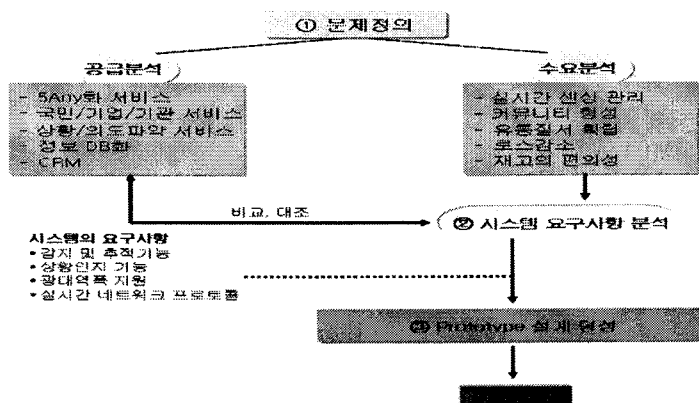 ① 문제정의
공급분석
- 5Any화 서비스
- 국민/기업/기관 서비스
- 상황/의도파악 서비스
- 정보 DB화
- CRM
수요분석
- 실시간 센싱 관리
- 커뮤니티 형성
- 유통질서 확립
- 로스감소
- 재고의 편의성
비교, 대조
② 시스템 요구사항 분석
시스템의 요구사항
•감지 및 추적기능
•상황인지 기능
•광대역폭 지원
•실시간 네트워크 프로토콜
③ Prototype 설계